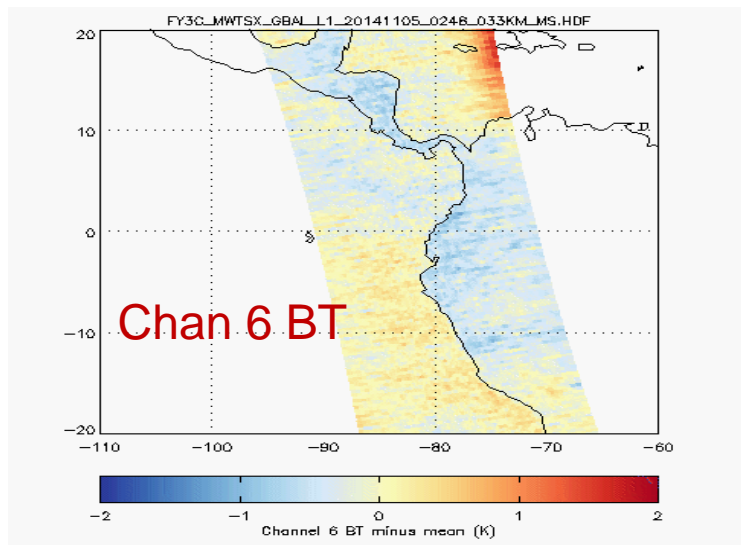 FY3C_MWTSX_GBAL_L1_20141105_0248_033KM_MS.HDF
20
10
0
Chan 6 BT
-10
-20
-110 -100 -90 -80 -70 -60
-2 -1 0 1 2
Channel 6 BT minus mean (K)